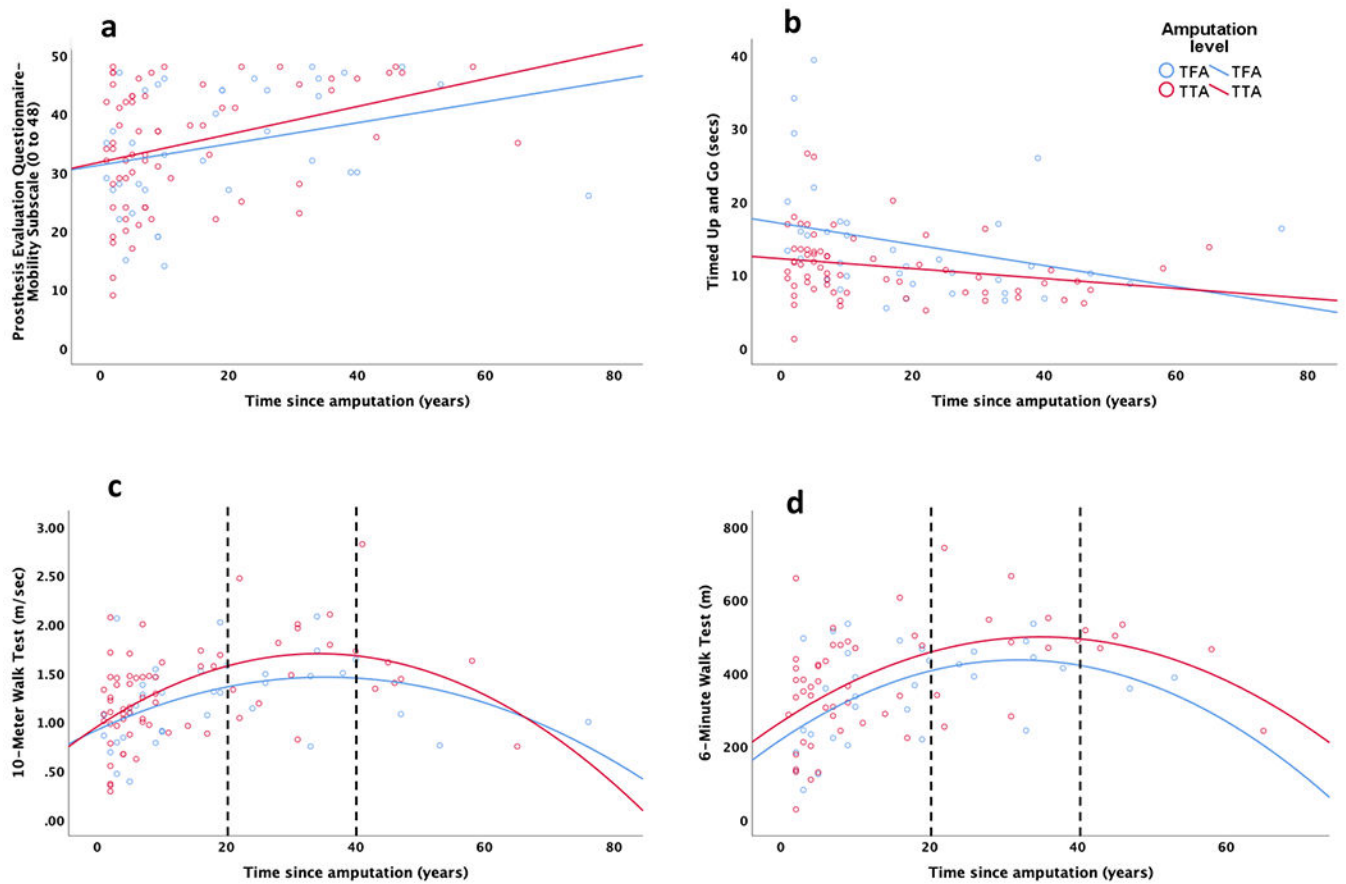 a
Prosthesis Evaluation Questionnaire–
Mobility Subscale (0 to 48)
50
40
30
20
10
0
0 20 40 60 80
Time since amputation (years)
b
Amputation
level
TFA TFA
TTA TTA
Timed Up and Go (secs)
40
30
20
10
0
0 20 40 60 80
Time since amputation (years)
c
10–Meter Walk Test (m/sec)
3.00
2.50
2.00
1.50
1.00
.50
.00
0 20 40 60 80
Time since amputation (years)
d
6–Minute Walk Test (m)
800
600
400
200
0
0 20 40 60
Time since amputation (years)